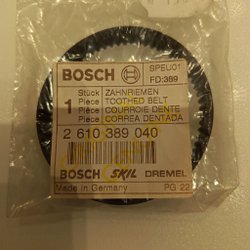 BOSCH
SPEU01
FD:389
1
Stück ZAHNRIEMEN
Piece TOOTHED BELT
Pièce COURROIE DENTE
Piece CORREA DENTADA
2 610 389 040
BOSCH SKIL DREMEL
Made in Germany PG 22